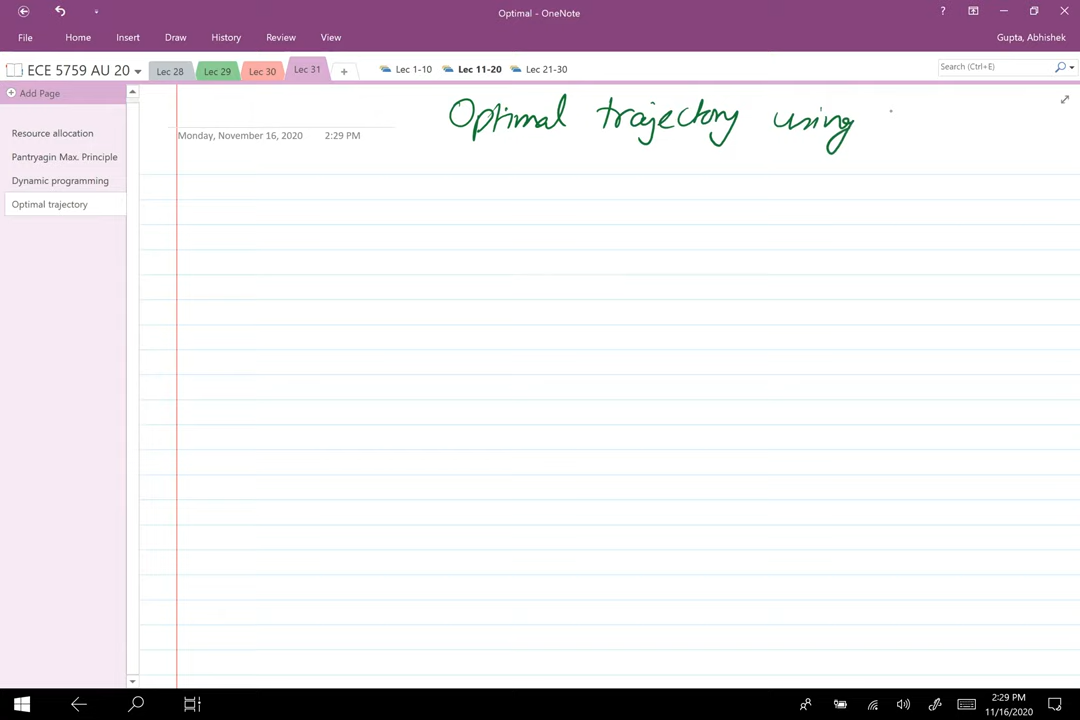 Optimal - OneNote
?
File Home Insert Draw History Review View Gupta, Abhishek
ECE 5759 AU 20 Lec 28 Lec 29 Lec 30 Lec 31 + Lec 1-10 Lec 11-20 Lec 21-30 Search (Ctrl+E)
Add Page
Optimal trajectory using
Monday, November 16, 2020 2:29 PM
Resource allocation
Pantryagin Max. Principle
Dynamic programming
Optimal trajectory
2:29 PM
11/16/2020